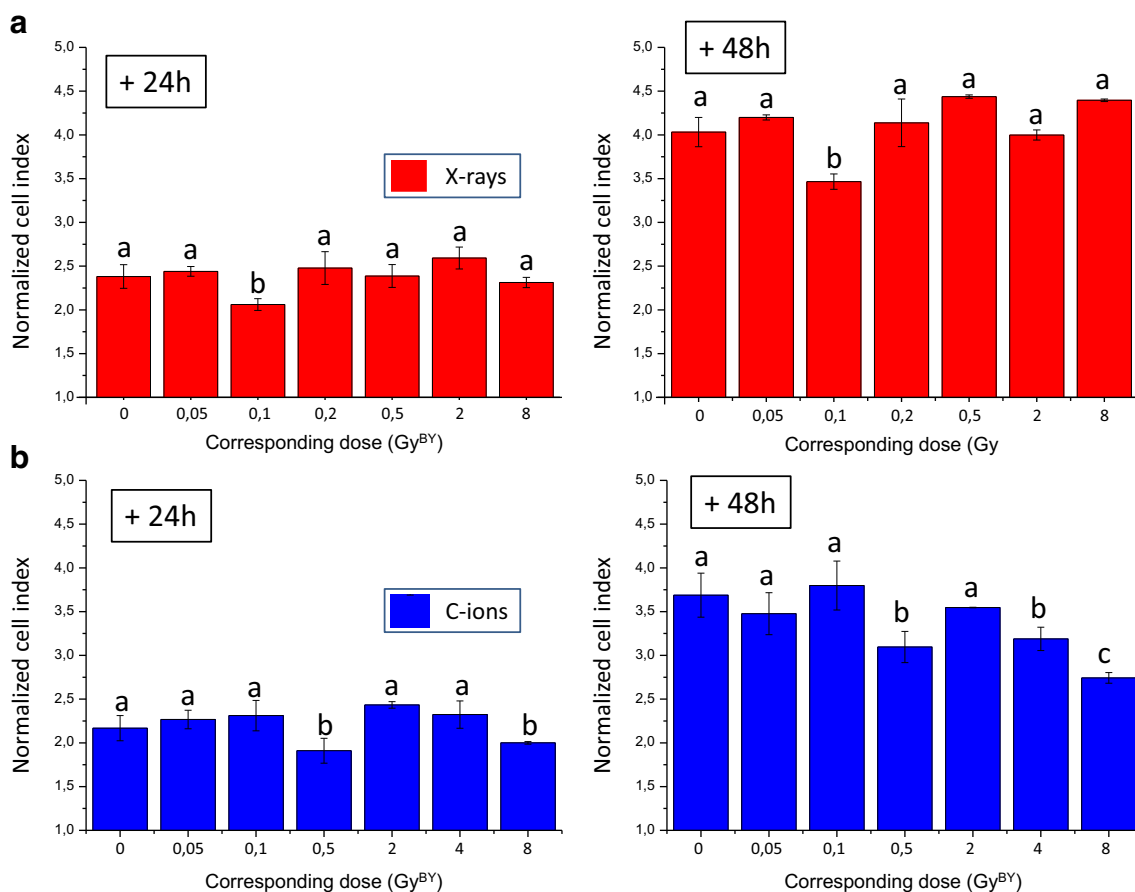 a
+ 24h
X-rays
Normalized cell index
5,0
4,5
4,0
3,5
3,0
2,5
2,0
1,5
1,0
a
a
b
a
a
a
a
0 0,05 0,1 0,2 0,5 2 8
Corresponding dose (Gy^BY)
+ 48h
Normalized cell index
5,0
4,5
4,0
3,5
3,0
2,5
2,0
1,5
1,0
a
a
b
a
a
a
a
0 0,05 0,1 0,2 0,5 2 8
Corresponding dose (Gy
b
+ 24h
C-ions
Normalized cell index
5,0
4,5
4,0
3,5
3,0
2,5
2,0
1,5
1,0
a
a
a
b
a
a
b
0 0,05 0,1 0,5 2 4 8
Corresponding dose (Gy^BY)
+ 48h
Normalized cell index
5,0
4,5
4,0
3,5
3,0
2,5
2,0
1,5
1,0
a
a
a
b
a
b
c
0 0,05 0,1 0,5 2 4 8
Corresponding dose (Gy^BY)